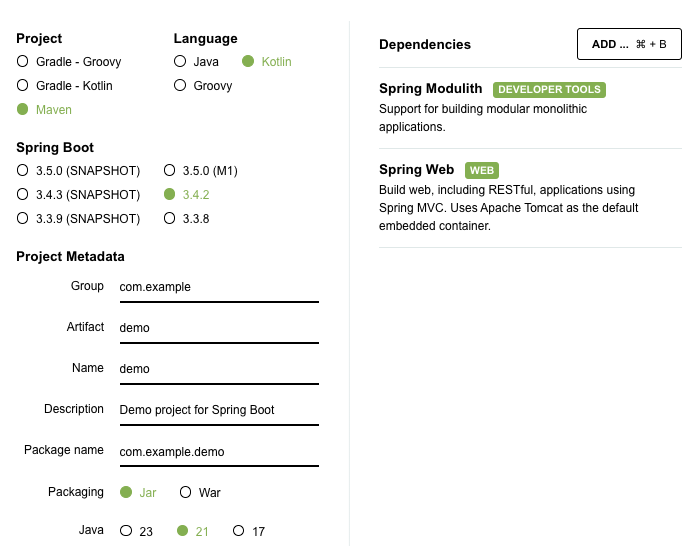 Project
Gradle - Groovy
Gradle - Kotlin
Maven
Language
Java Kotlin
Groovy
Spring Boot
3.5.0 (SNAPSHOT) 3.5.0 (M1)
3.4.3 (SNAPSHOT) 3.4.2
3.3.9 (SNAPSHOT) 3.3.8
Project Metadata
Group com.example
Artifact demo
Name demo
Description Demo project for Spring Boot
Package name com.example.demo
Packaging Jar War
Java 23 21 17
Dependencies ADD ... ⌘ + B
Spring Modulith DEVELOPER TOOLS
Support for building modular monolithic
applications.
Spring Web WEB
Build web, including RESTful, applications using
Spring MVC. Uses Apache Tomcat as the default
embedded container.